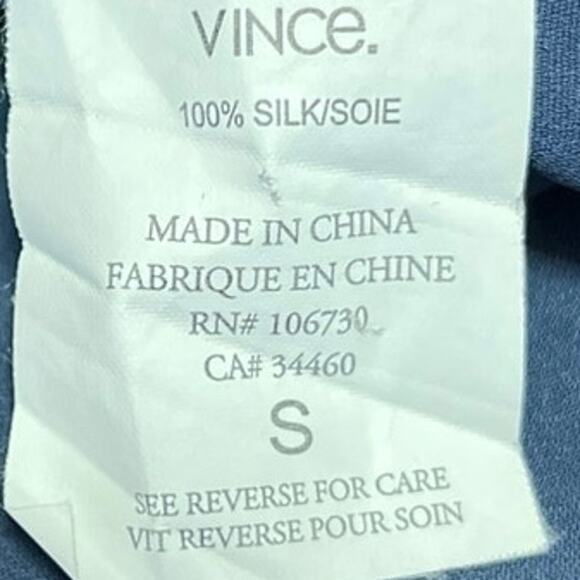 VINCe.
100% SILK/SOIE
MADE IN CHINA
FABRIQUE EN CHINE
RN# 106730
CA# 34460
S
SEE REVERSE FOR CARE
VIT REVERSE POUR SOIN